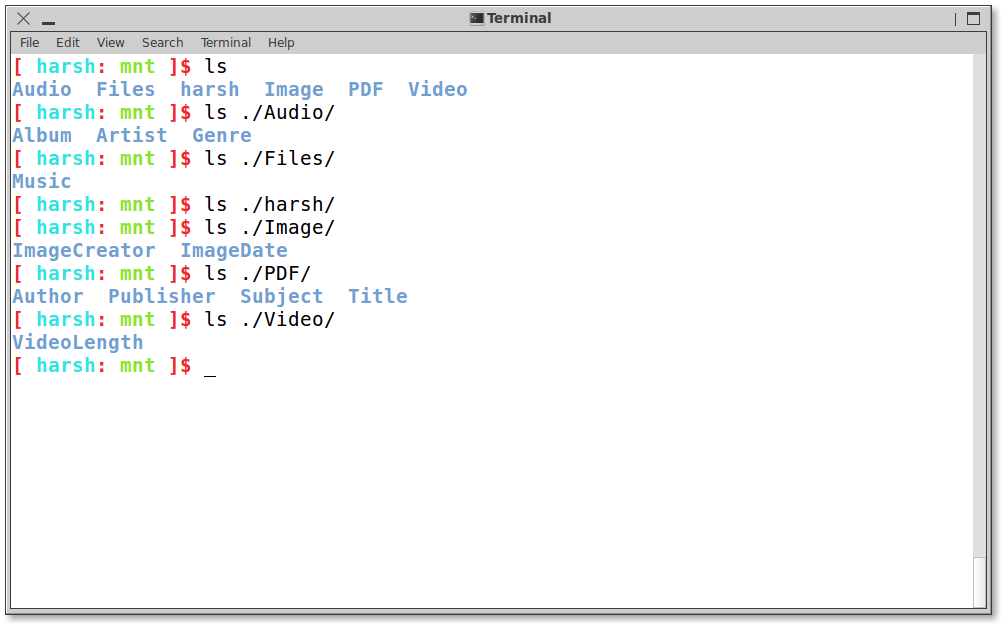 Terminal
File Edit View Search Terminal Help
[ harsh: mnt ]$ ls
Audio  Files  harsh  Image  PDF  Video
[ harsh: mnt ]$ ls ./Audio/
Album  Artist  Genre
[ harsh: mnt ]$ ls ./Files/
Music
[ harsh: mnt ]$ ls ./harsh/
[ harsh: mnt ]$ ls ./Image/
ImageCreator  ImageDate
[ harsh: mnt ]$ ls ./PDF/
Author  Publisher  Subject  Title
[ harsh: mnt ]$ ls ./Video/
VideoLength
[ harsh: mnt ]$ _